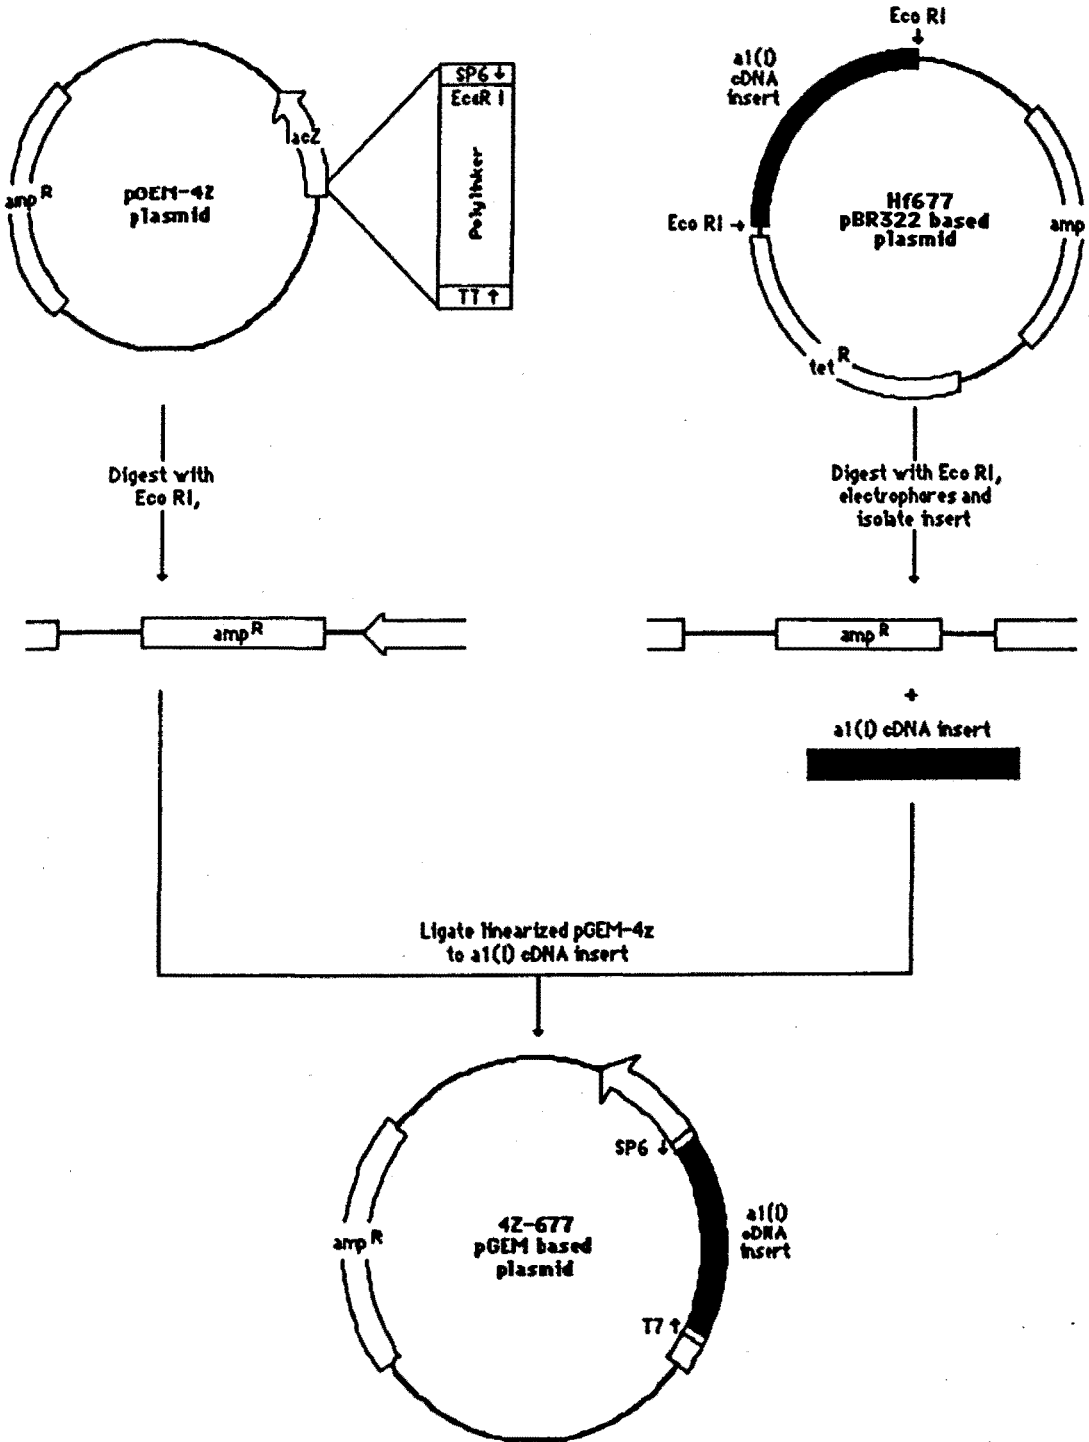 Eco RI
↓
a1(I)
cDNA
insert
SP6 ↓
EcoR I
Polylinker
T7 ↑
lacZ
amp R
pGEM-4Z
plasmid
Eco RI →
Hf677
pBR322 based
plasmid
amp
tet R
Digest with
Eco RI,
Digest with Eco RI,
electrophores and
isolate insert
amp R
amp R
+
a1(I) cDNA insert
Ligate linearized pGEM-4z
to a1(I) cDNA insert
SP6 ↓
amp R
4Z-677
pGEM based
plasmid
a1(I)
cDNA
insert
T7 ↑